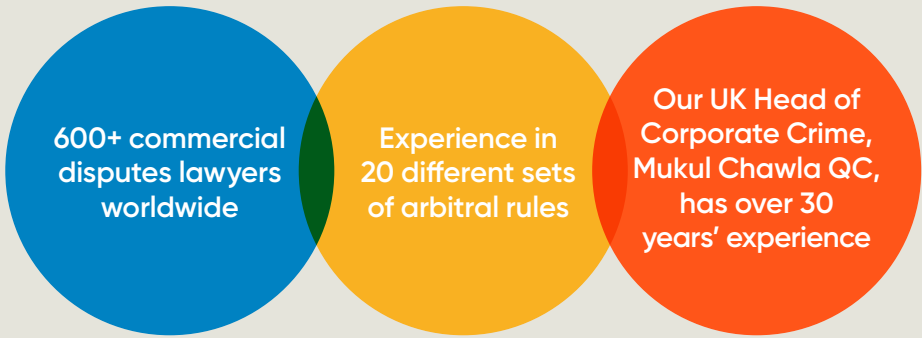 600+ commercial
disputes lawyers
worldwide
Experience in
20 different sets
of arbitral rules
Our UK Head of
Corporate Crime,
Mukul Chawla QC,
has over 30
years’ experience